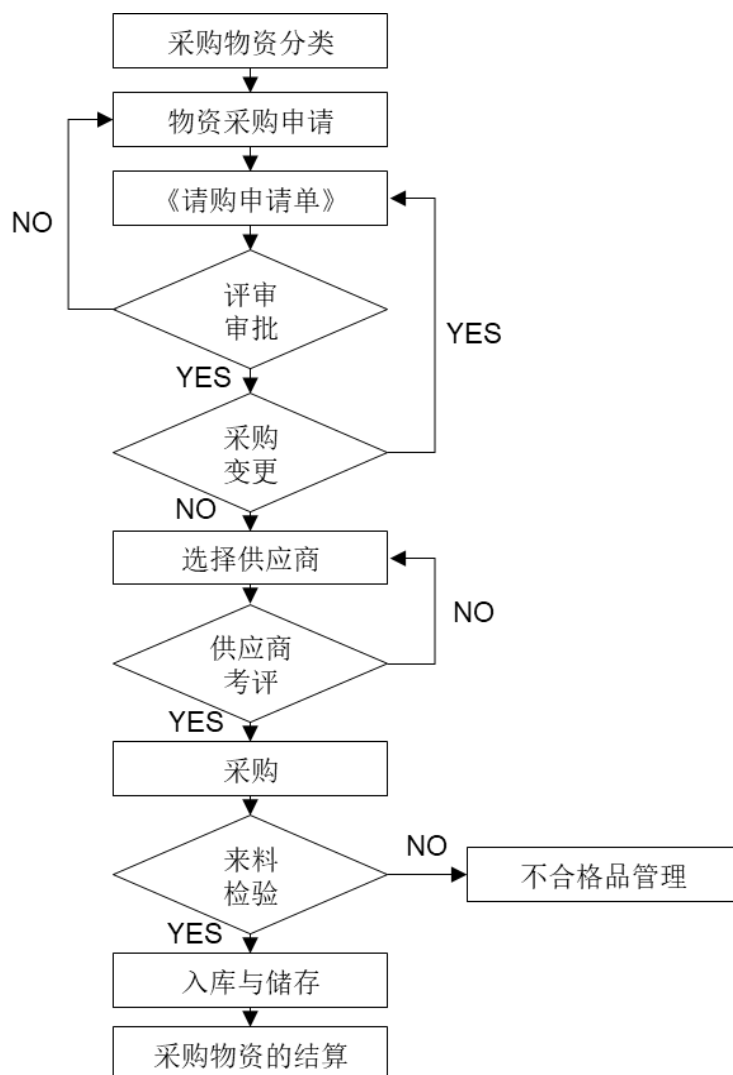 采购物资分类
物资采购申请
《请购申请单》
NO
评审
审批
YES
YES
采购
变更
NO
选择供应商
NO
供应商
考评
YES
采购
来料
检验
NO
不合格品管理
YES
入库与储存
采购物资的结算